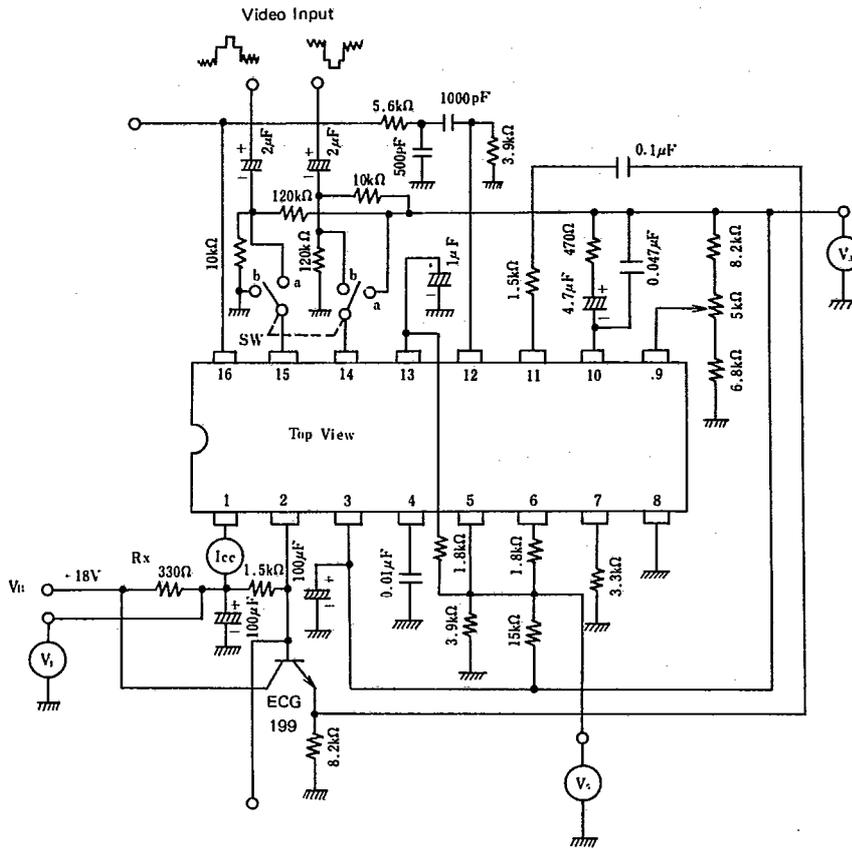 Video Input
1000pF
5.6kΩ
2μF
2μF
500pF
3.9kΩ
0.1μF
10kΩ
120kΩ
10kΩ
120kΩ
1μF
470Ω
0.047μF
8.2kΩ
1.5kΩ
4.7μF
5kΩ
6.8kΩ
b
a
b
a
SW
16 15 14 13 12 11 10 9
Top View
1 2 3 4 5 6 7 8
Icc
Rx
330Ω
1.5kΩ
100μF
100μF
0.01μF
1.8kΩ
1.8kΩ
3.3kΩ
+18V
3.9kΩ
15kΩ
V₁
ECG
199
8.2kΩ